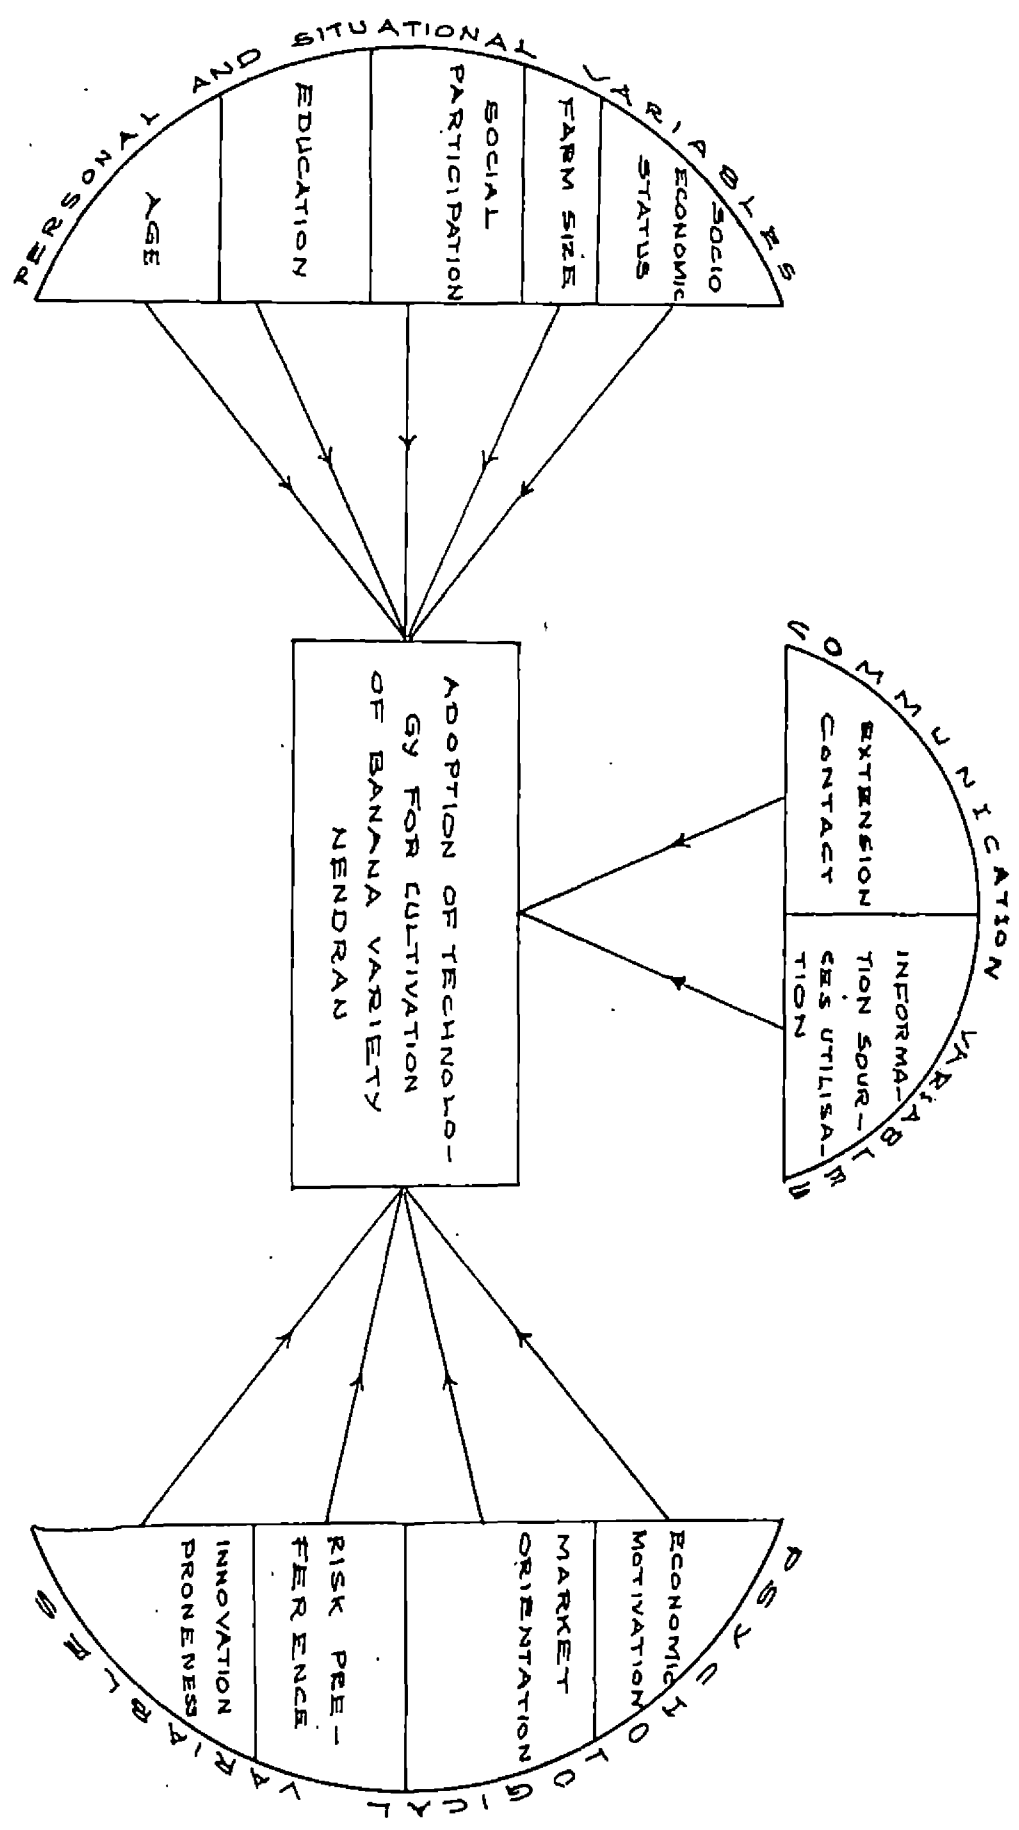 COMMUNICATION VARIABLES
EXTENSION
CONTACT
INFORMA-
TION SOUR-
CES UTILISA-
TION
PERSONAL AND SITUATIONAL VARIABLES
SOCIO
ECONOMIC
STATUS
FARM SIZE
SOCIAL
PARTICIPATION
EDUCATION
AGE
ADOPTION OF TECHNOLO-
GY FOR CULTIVATION
OF BANANA VARIETY
NENDRAN
PSYCHOLOGICAL VARIABLES
ECONOMIC
MOTIVATION
MARKET
ORIENTATION
RISK PRE-
FERENCE
INNOVATION
PRONENESS